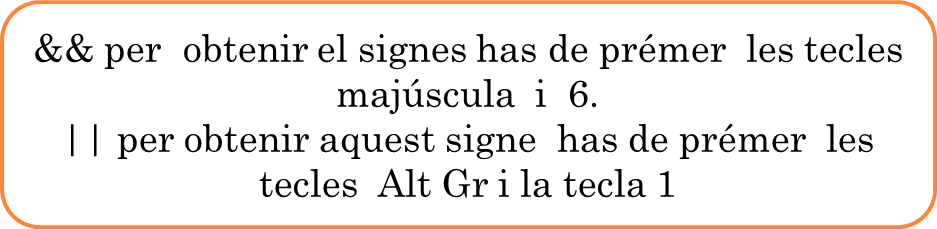 && per obtenir el signes has de prémer les tecles
majúscula i 6.
|| per obtenir aquest signe has de prémer les
tecles Alt Gr i la tecla 1